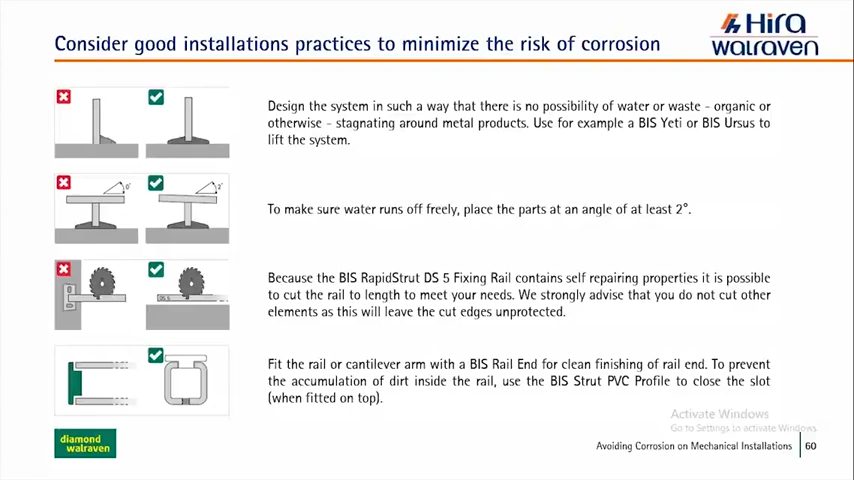 Consider good installations practices to minimize the risk of corrosion
Hira
walraven
Design the system in such a way that there is no possibility of water or waste - organic or
otherwise - stagnating around metal products. Use for example a BIS Yeti or BIS Ursus to
lift the system.
0°
2°
To make sure water runs off freely, place the parts at an angle of at least 2°.
Because the BIS RapidStrut DS 5 Fixing Rail contains self repairing properties it is possible
to cut the rail to length to meet your needs. We strongly advise that you do not cut other
elements as this will leave the cut edges unprotected.
Fit the rail or cantilever arm with a BIS Rail End for clean finishing of rail end. To prevent
the accumulation of dirt inside the rail, use the BIS Strut PVC Profile to close the slot
(when fitted on top).
Activate Windows
Go to Settings to activate Windows.
diamond
walraven
Avoiding Corrosion on Mechanical Installations 60